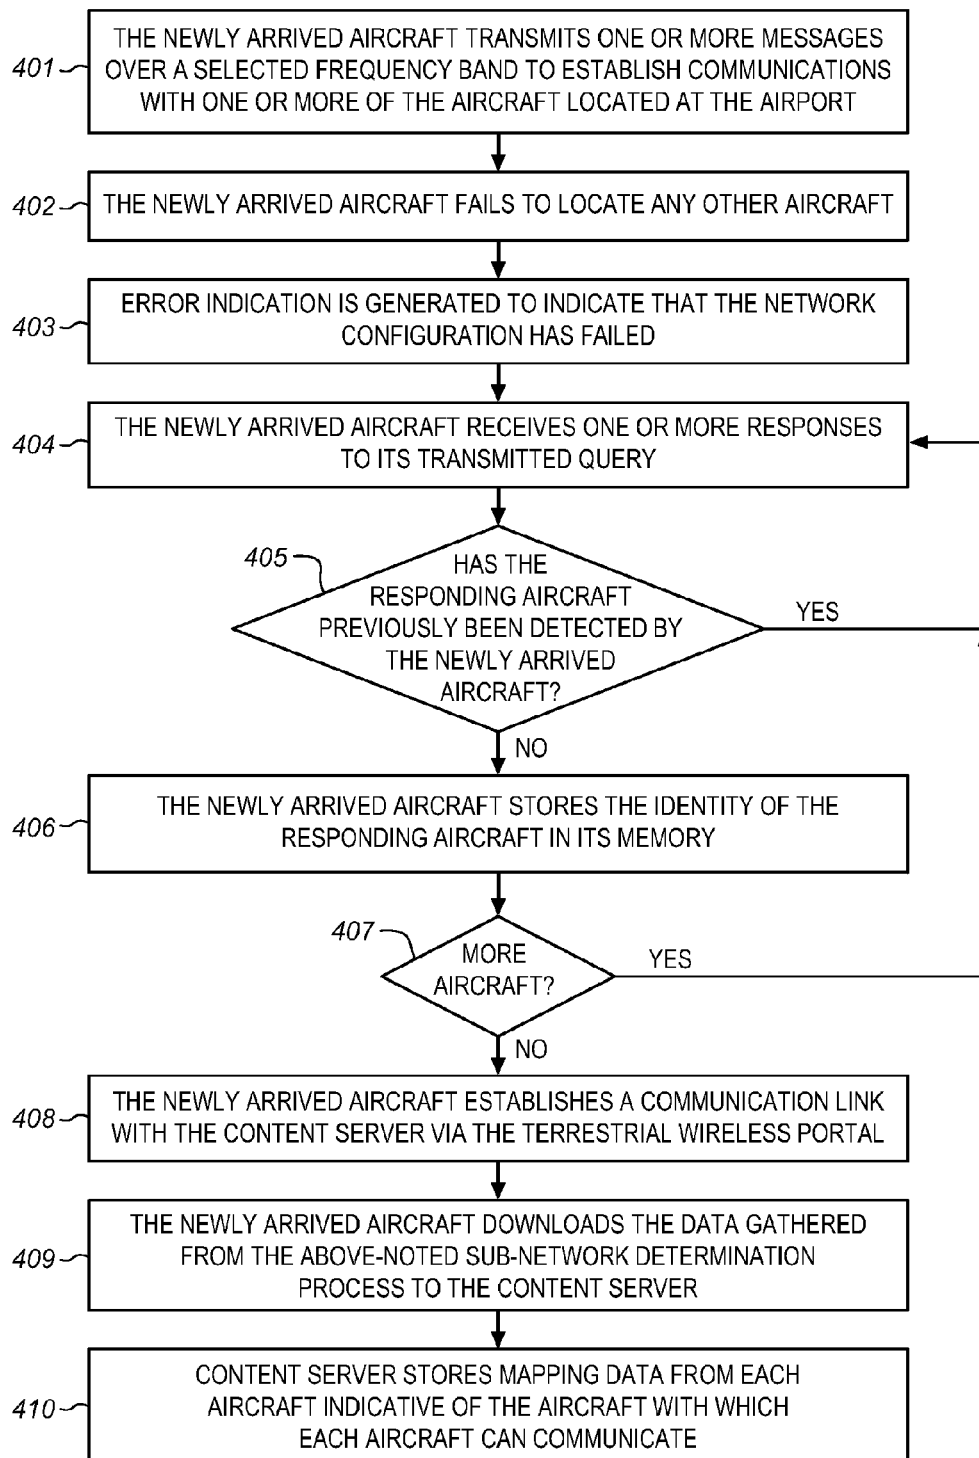 THE NEWLY ARRIVED AIRCRAFT TRANSMITS ONE OR MORE MESSAGES
401
OVER A SELECTED FREQUENCY BAND TO ESTABLISH COMMUNICATIONS
WITH ONE OR MORE OF THE AIRCRAFT LOCATED AT THE AIRPORT
402
THE NEWLY ARRIVED AIRCRAFT FAILS TO LOCATE ANY OTHER AIRCRAFT
ERROR INDICATION IS GENERATED TO INDICATE THAT THE NETWORK
403
CONFIGURATION HAS FAILED
THE NEWLY ARRIVED AIRCRAFT RECEIVES ONE OR MORE RESPONSES
404
TO ITS TRANSMITTED QUERY
405
HAS THE
RESPONDING AIRCRAFT
PREVIOUSLY BEEN DETECTED BY
THE NEWLY ARRIVED
AIRCRAFT?
YES
NO
THE NEWLY ARRIVED AIRCRAFT STORES THE IDENTITY OF THE
406
RESPONDING AIRCRAFT IN ITS MEMORY
407
MORE
AIRCRAFT?
YES
NO
THE NEWLY ARRIVED AIRCRAFT ESTABLISHES A COMMUNICATION LINK
408
WITH THE CONTENT SERVER VIA THE TERRESTRIAL WIRELESS PORTAL
THE NEWLY ARRIVED AIRCRAFT DOWNLOADS THE DATA GATHERED
409
FROM THE ABOVE-NOTED SUB-NETWORK DETERMINATION
PROCESS TO THE CONTENT SERVER
CONTENT SERVER STORES MAPPING DATA FROM EACH
410
AIRCRAFT INDICATIVE OF THE AIRCRAFT WITH WHICH
EACH AIRCRAFT CAN COMMUNICATE